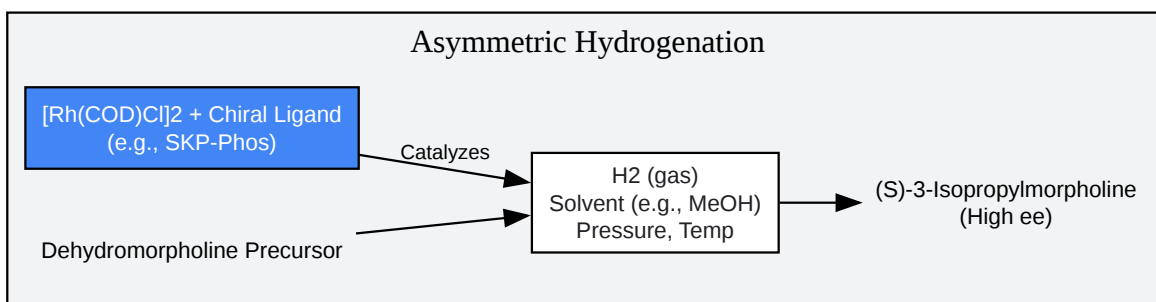 Asymmetric Hydrogenation
[Rh(COD)Cl]2 + Chiral Ligand
(e.g., SKP-Phos)
Catalyzes
H2 (gas)
Solvent (e.g., MeOH)
Pressure, Temp
(S)-3-Isopropylmorpholine
(High ee)
Dehydromorpholine Precursor